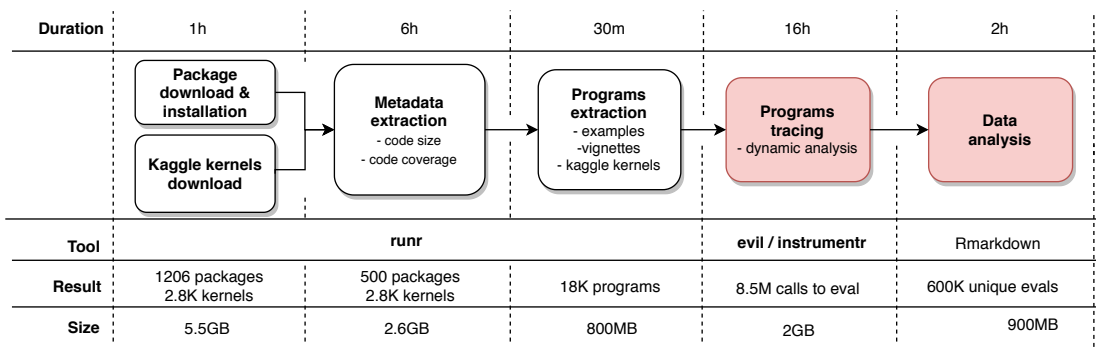 Duration 1h 6h 30m 16h 2h
Package
download &
installation
Kaggle kernels
download
Metadata
extraction
- code size
- code coverage
Programs
extraction
- examples
-vignettes
- kaggle kernels
Programs
tracing
- dynamic analysis
Data
analysis
Tool runr evil / instrumentr Rmarkdown
Result
1206 packages
2.8K kernels
500 packages
2.8K kernels
18K programs
8.5M calls to eval
600K unique evals
Size 5.5GB 2.6GB 800MB 2GB 900MB